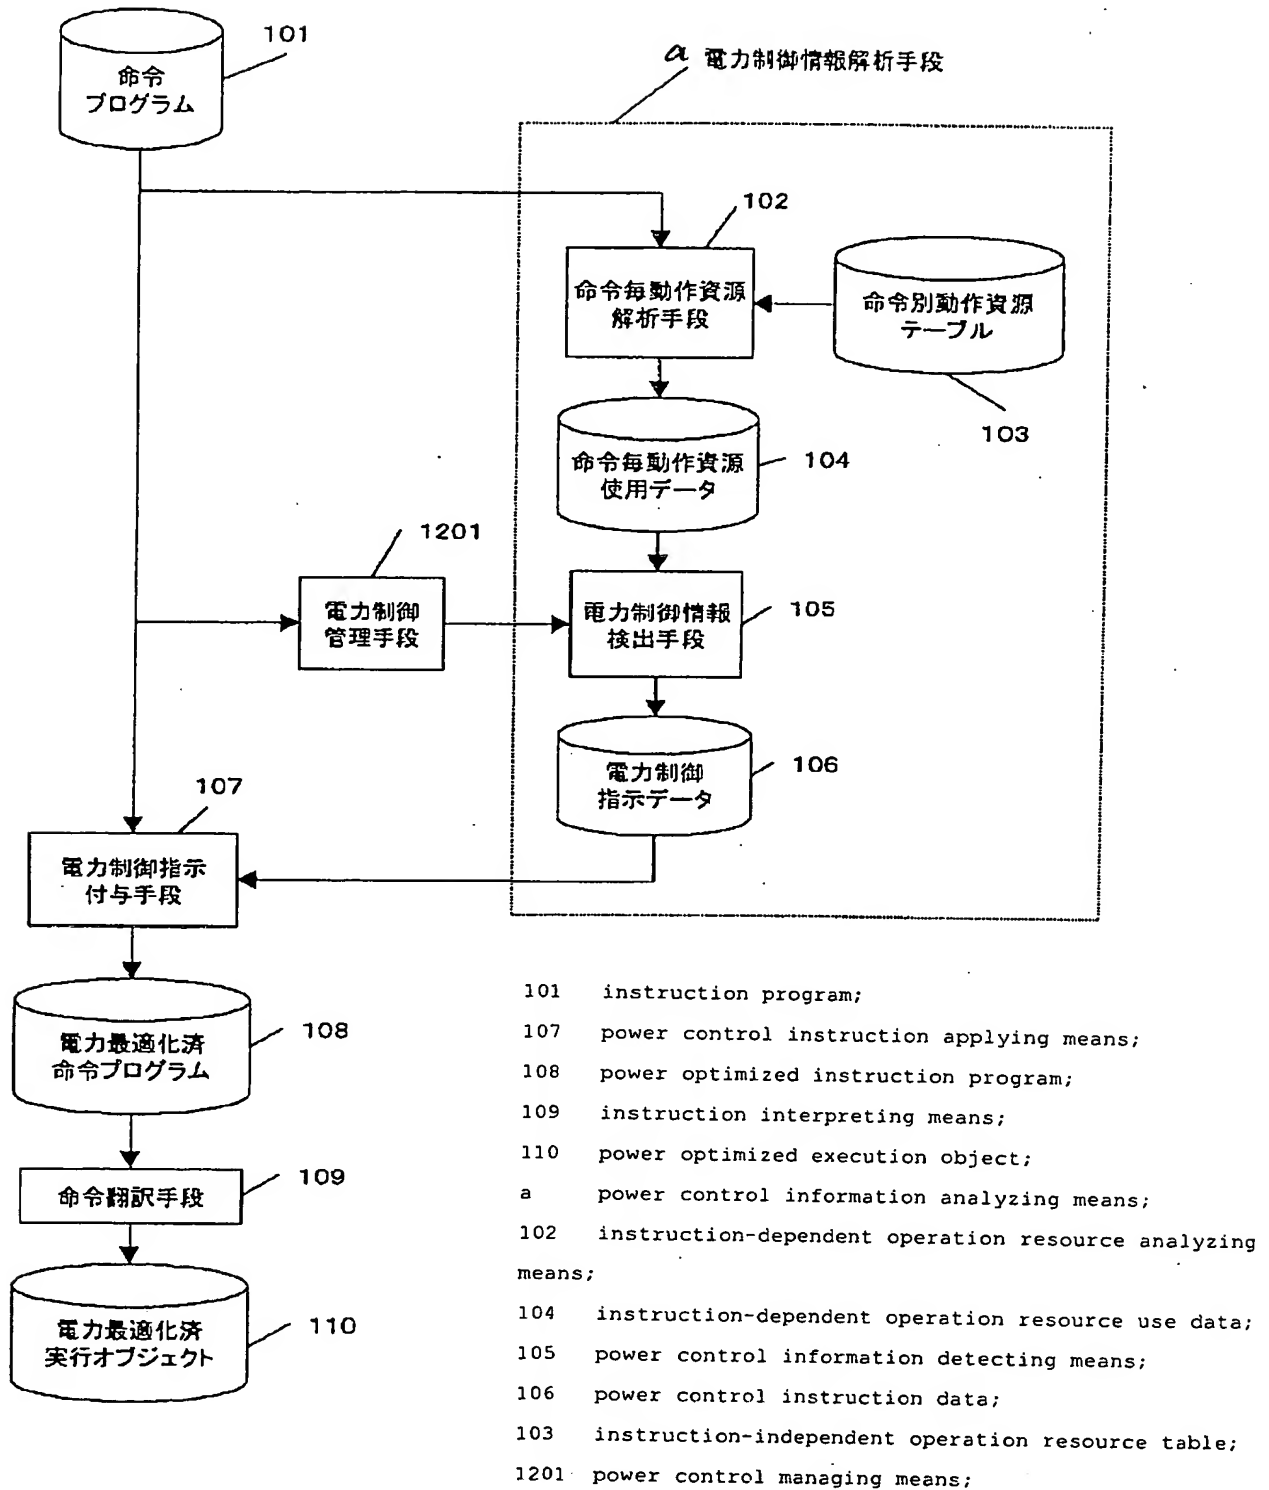 101
命令
プログラム
a 電力制御情報解析手段
102
命令毎動作資源
解析手段
命令別動作資源
テーブル
103
命令毎動作資源
使用データ
104
1201
電力制御
管理手段
電力制御情報
検出手段
105
電力制御
指示データ
106
107
電力制御指示
付与手段
電力最適化済
命令プログラム
108
命令翻訳手段
109
電力最適化済
実行オブジェクト
110
101 instruction program;
107 power control instruction applying means;
108 power optimized instruction program;
109 instruction interpreting means;
110 power optimized execution object;
a power control information analyzing means;
102 instruction-dependent operation resource analyzing
means;
104 instruction-dependent operation resource use data;
105 power control information detecting means;
106 power control instruction data;
103 instruction-independent operation resource table;
1201 power control managing means;